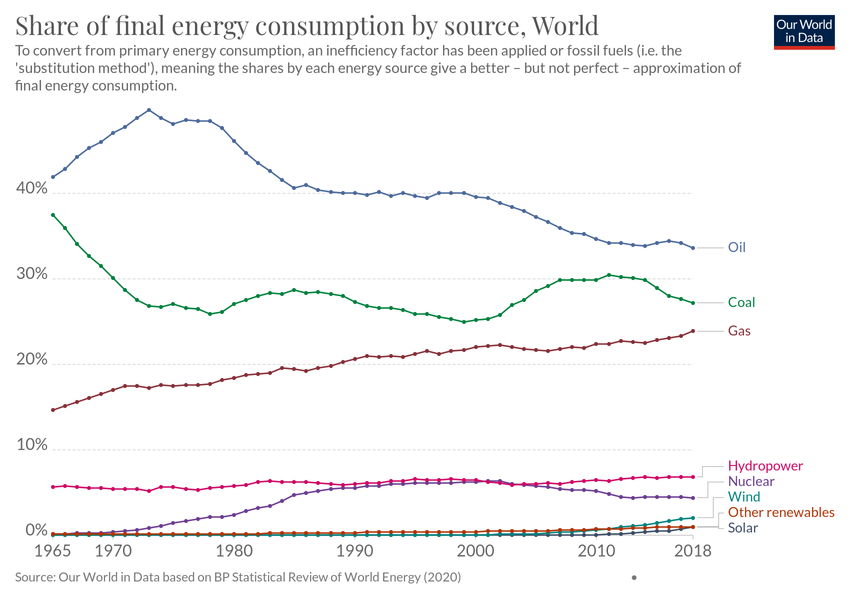 Share of final energy consumption by source, World
Our World
in Data
To convert from primary energy consumption, an inefficiency factor has been applied or fossil fuels (i.e. the
'substitution method'), meaning the shares by each energy source give a better – but not perfect – approximation of
final energy consumption.
40%
30%
20%
10%
0%
Oil
Coal
Gas
Hydropower
Nuclear
Wind
Other renewables
Solar
1965 1970 1980 1990 2000 2010 2018
Source: Our World in Data based on BP Statistical Review of World Energy (2020)